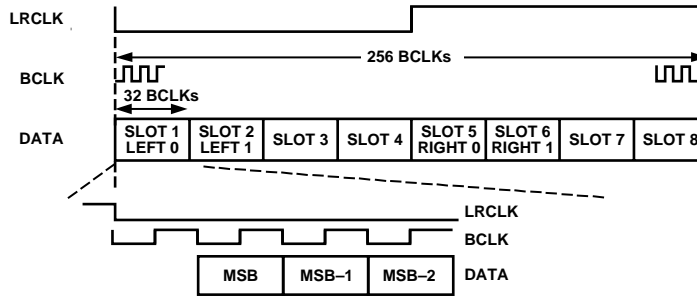 LRCLK
256 BCLKs
BCLK
32 BCLKs
DATA
SLOT 1
LEFT 0
SLOT 2
LEFT 1
SLOT 3
SLOT 4
SLOT 5
RIGHT 0
SLOT 6
RIGHT 1
SLOT 7
SLOT 8
LRCLK
BCLK
MSB
MSB–1
MSB–2
DATA